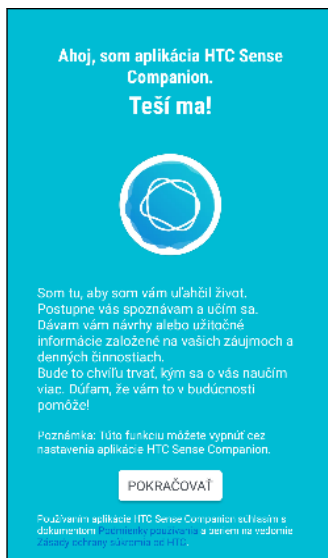 Ahoj, som aplikácia HTC Sense
Companion.
Teší ma!
Som tu, aby som vám uľahčil život.
Postupne vás spoznávam a učím sa.
Dávam vám návrhy alebo užitočné
informácie založené na vašich záujmoch a
denných činnostiach.
Bude to chvíľu trvať, kým sa o vás naučím
viac. Dúfam, že vám to v budúcnosti
pomôže!
Poznámka: Túto funkciu môžete vypnúť cez
nastavenia aplikácie HTC Sense Companion.
POKRAČOVAŤ
Používaním aplikácie HTC Sense Companion súhlasím s
dokumentom Podmienky používania a beriem na vedomie
Zásady ochrany súkromia od HTC.